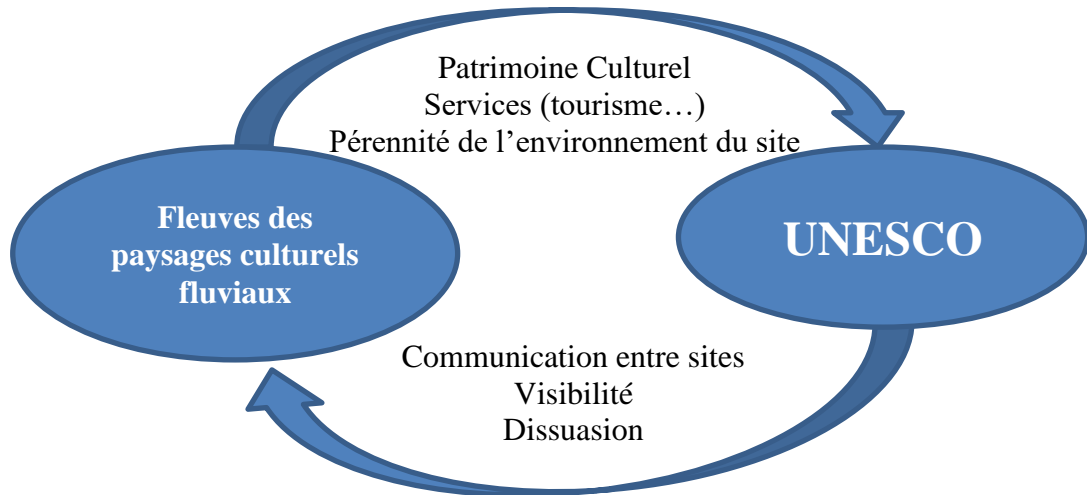 Patrimoine Culturel
Services (tourisme…)
Pérennité de l’environnement du site
Fleuves des
paysages culturels
fluviaux
UNESCO
Communication entre sites
Visibilité
Dissuasion